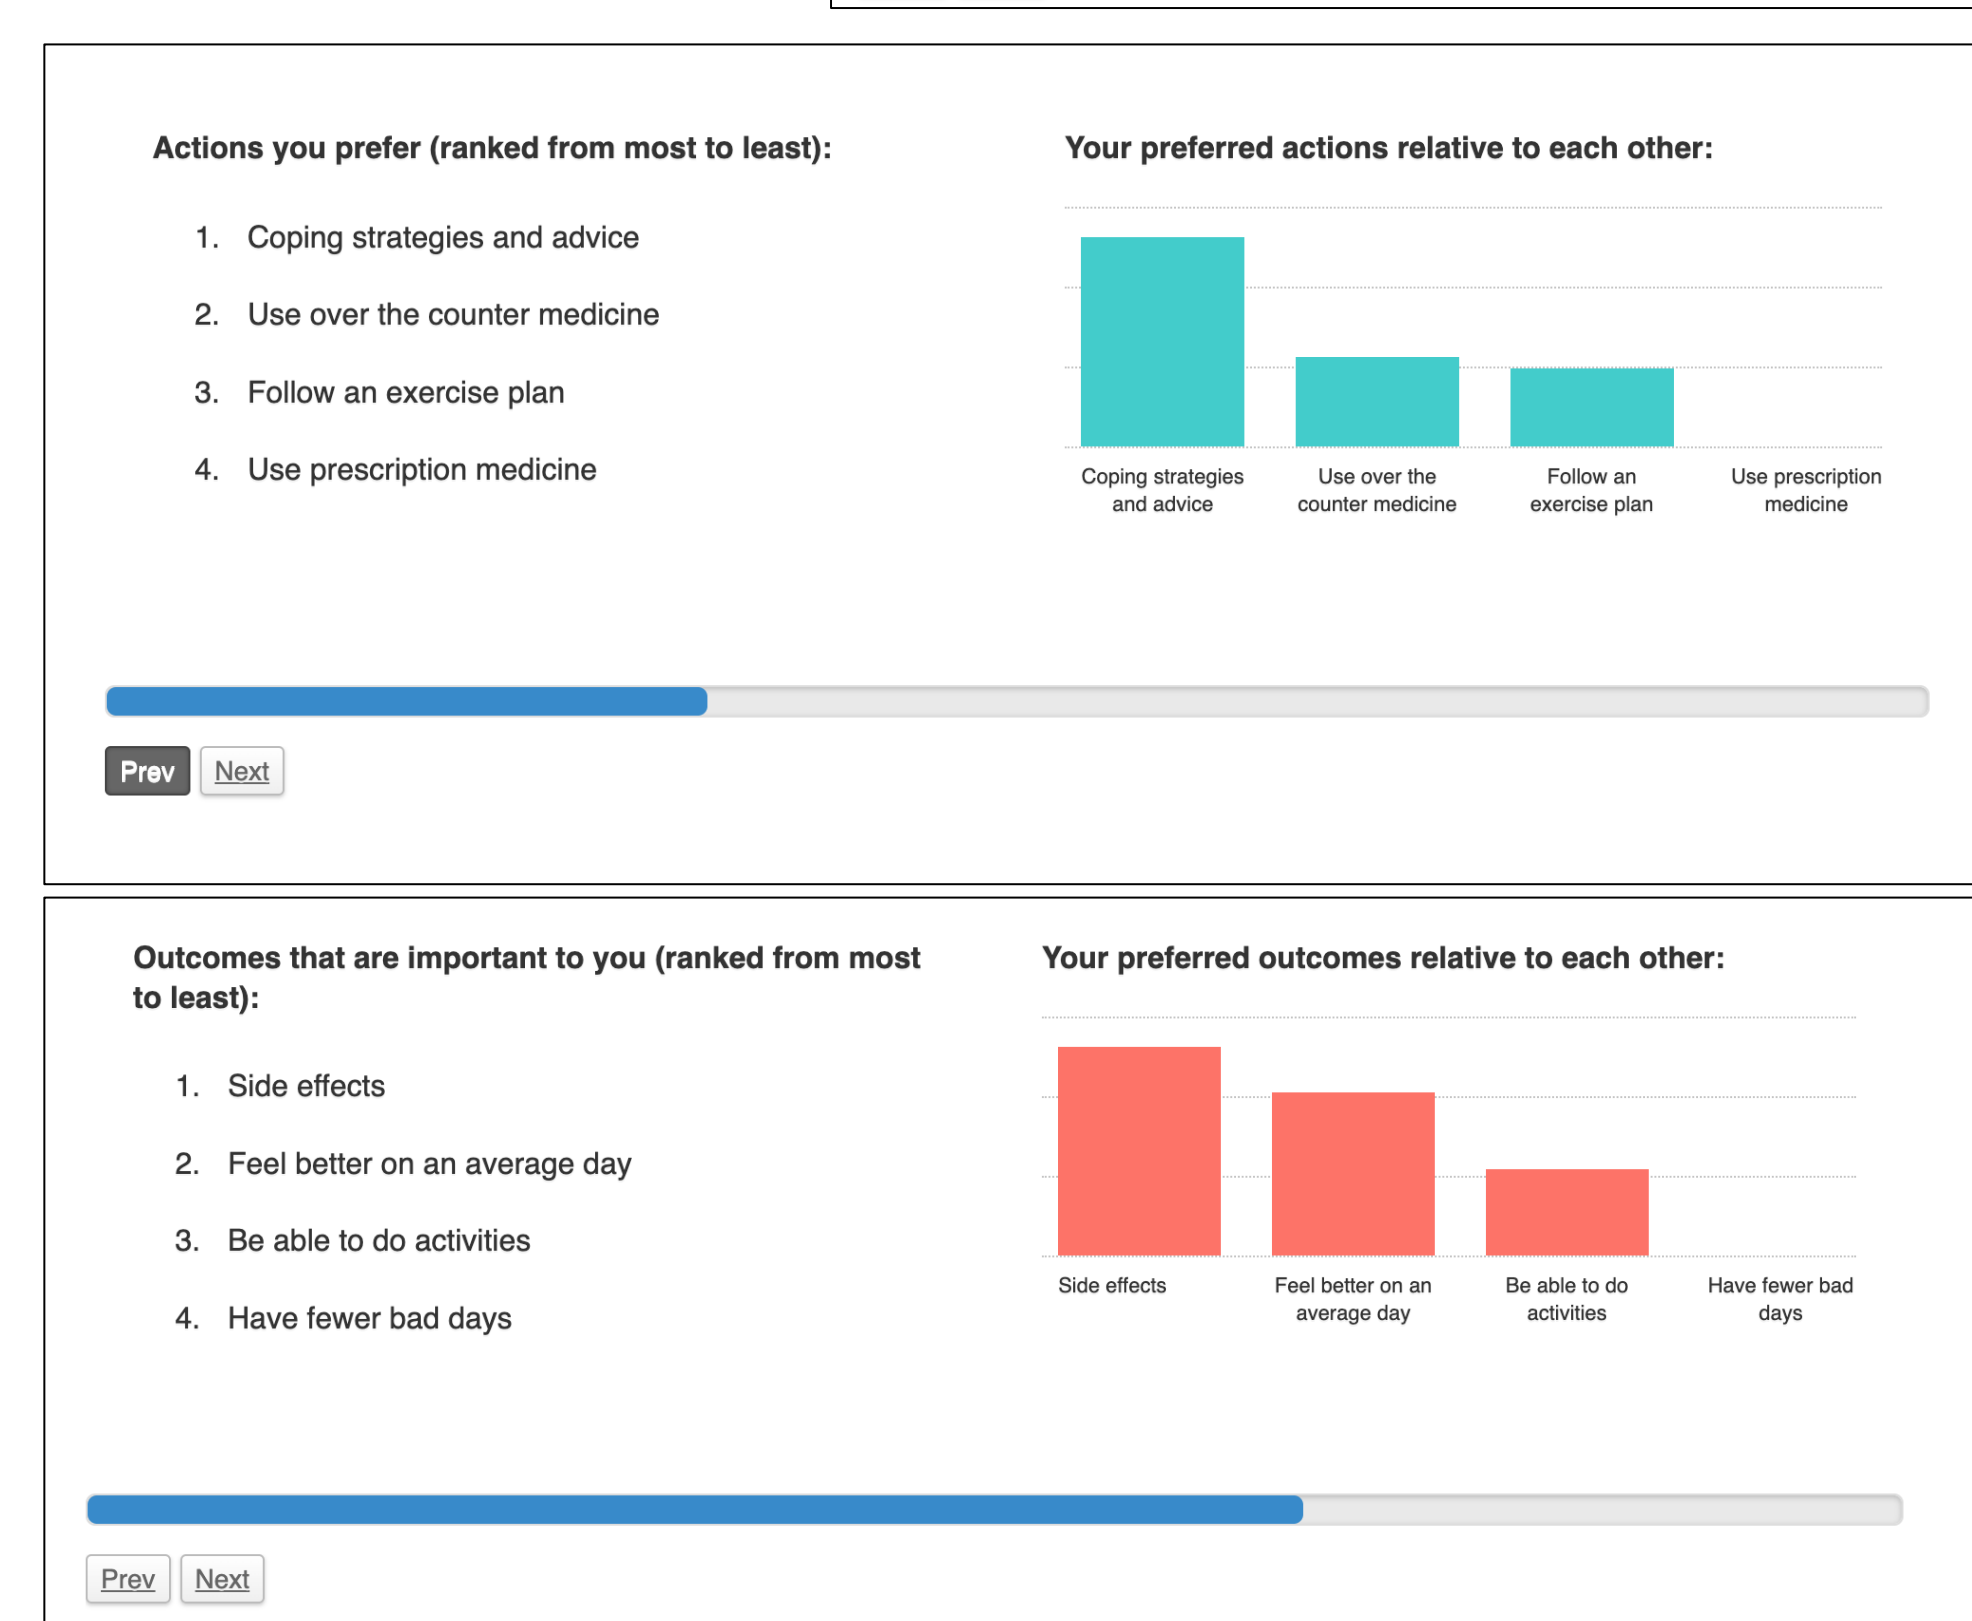 Actions you prefer (ranked from most to least):
1. Coping strategies and advice
2. Use over the counter medicine
3. Follow an exercise plan
4. Use prescription medicine
Your preferred actions relative to each other:
Coping strategies
and advice
Use over the
counter medicine
Follow an
exercise plan
Use prescription
medicine
Prev
Next
Outcomes that are important to you (ranked from most
to least):
1. Side effects
2. Feel better on an average day
3. Be able to do activities
4. Have fewer bad days
Your preferred outcomes relative to each other:
Side effects
Feel better on an
average day
Be able to do
activities
Have fewer bad
days
Prev
Next